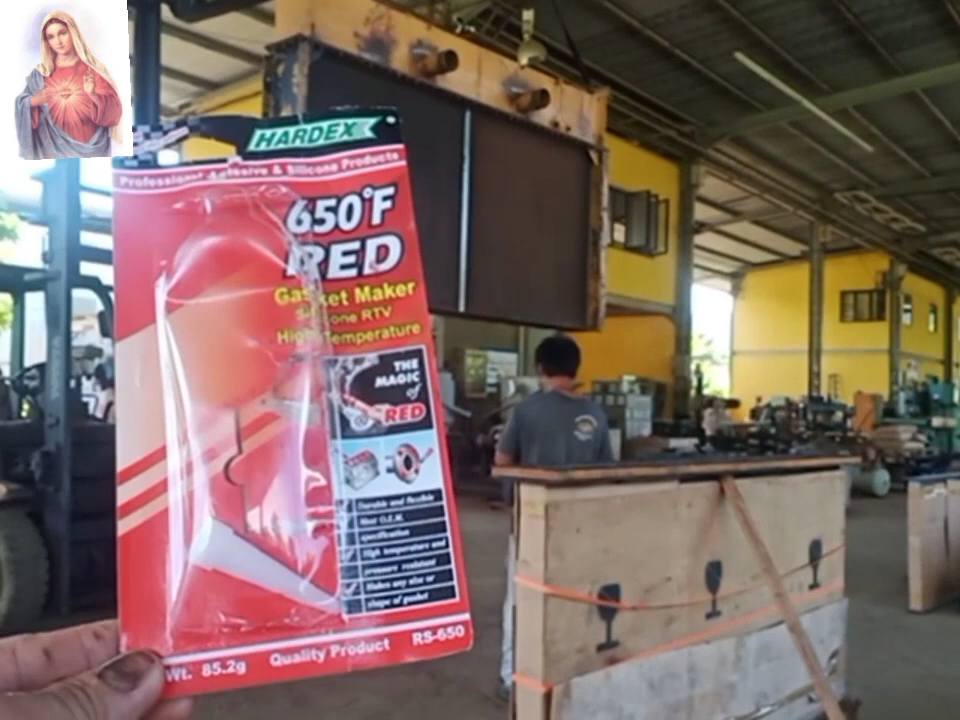 HARDEX
Professional Adhesive & Silicone Products
650°F
RED
Gasket Maker
Silicone RTV
High Temperature
THE
MAGIC
of
RED
Durable and flexible
Most O.E.M.
specification
High temperature and
pressure resistant
Makes any size or
shape of gasket
Wt. 85.2g Quality Product RS-650